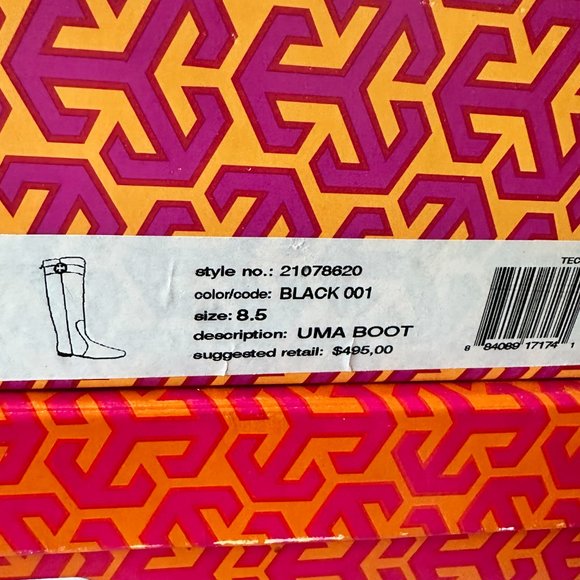 style no.: 21078620
color/code: BLACK 001
size: 8.5
description: UMA BOOT
suggested retail: $495,00
TEC
8 84089 17174 1